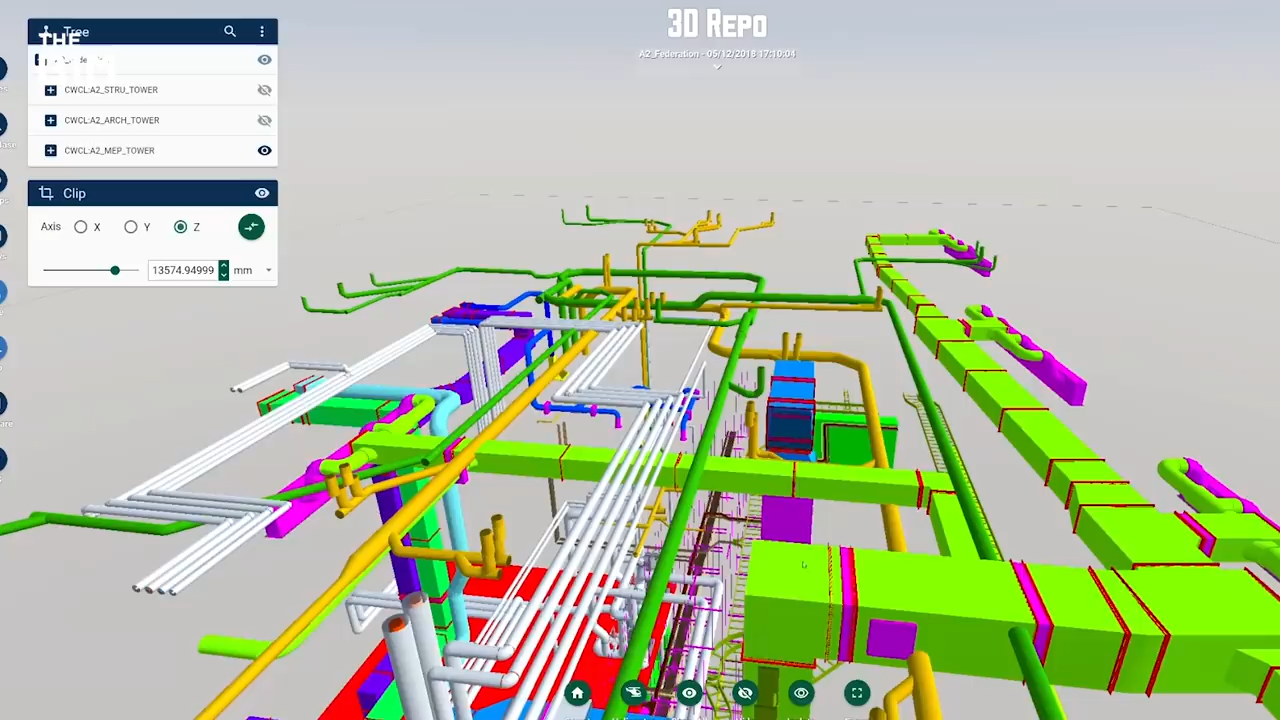 3D Repo
A2_Federation - 05/12/2018 17:10:04
Tree
THE
CWCL:A2_STRU_TOWER
CWCL:A2_ARCH_TOWER
CWCL:A2_MEP_TOWER
Clip
Axis X Y Z
13574.94999 mm